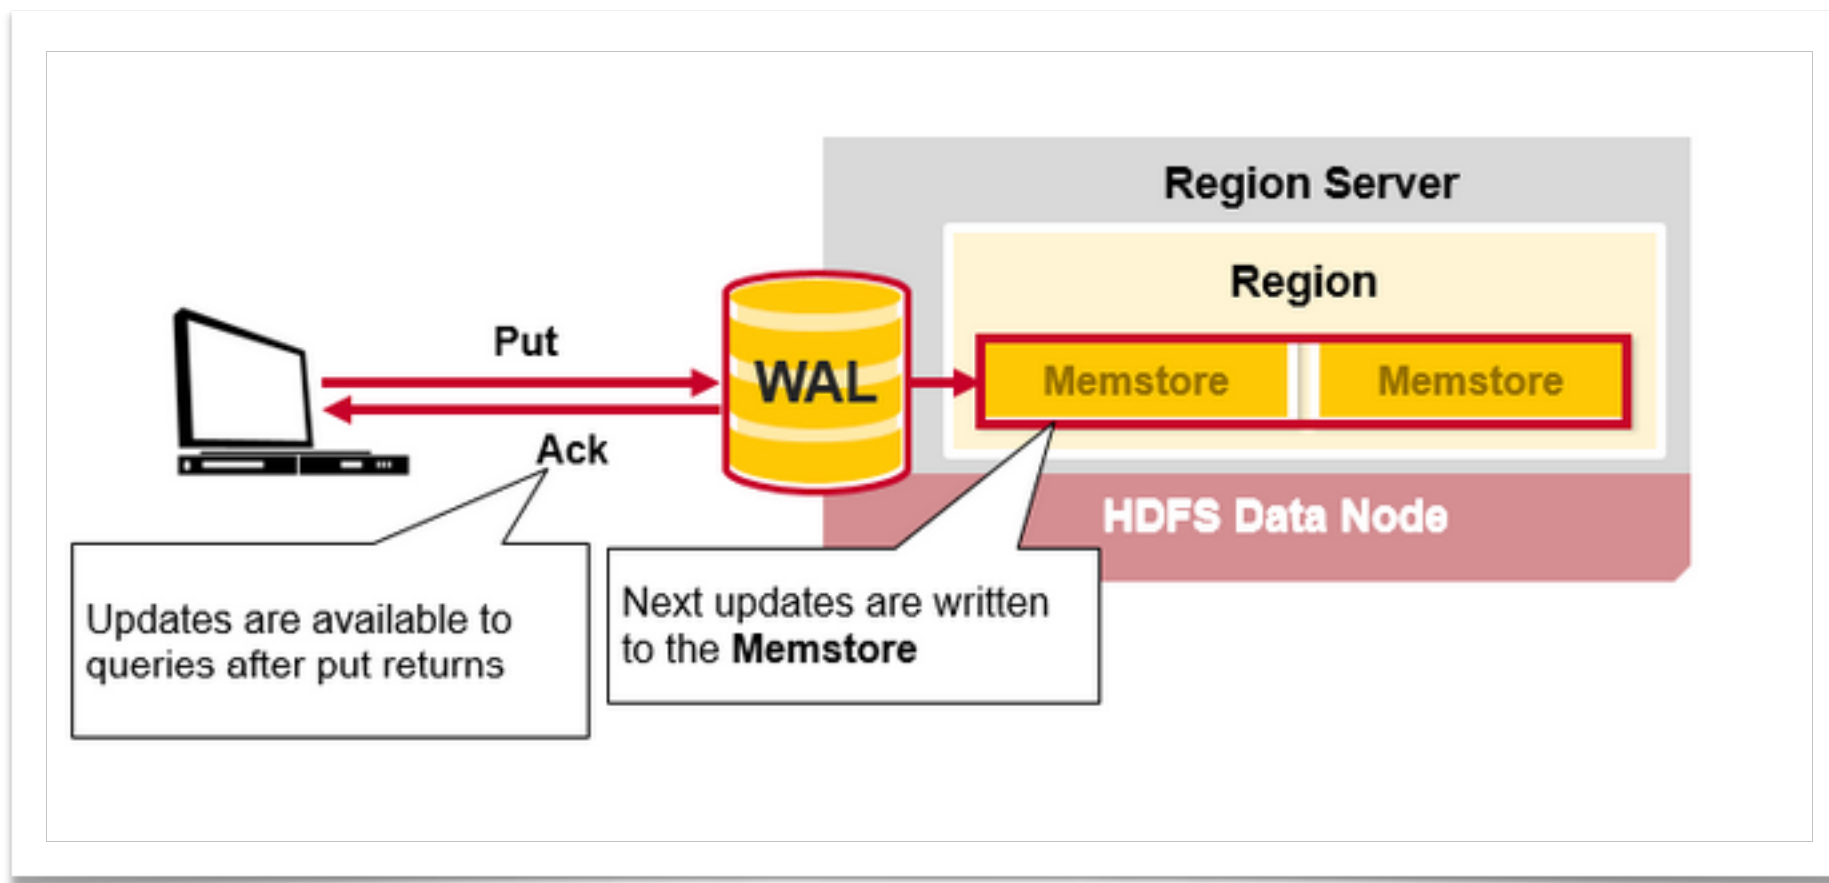 Region Server
Region
Put
WAL
Memstore Memstore
Ack
HDFS Data Node
Updates are available to
queries after put returns
Next updates are written
to the Memstore